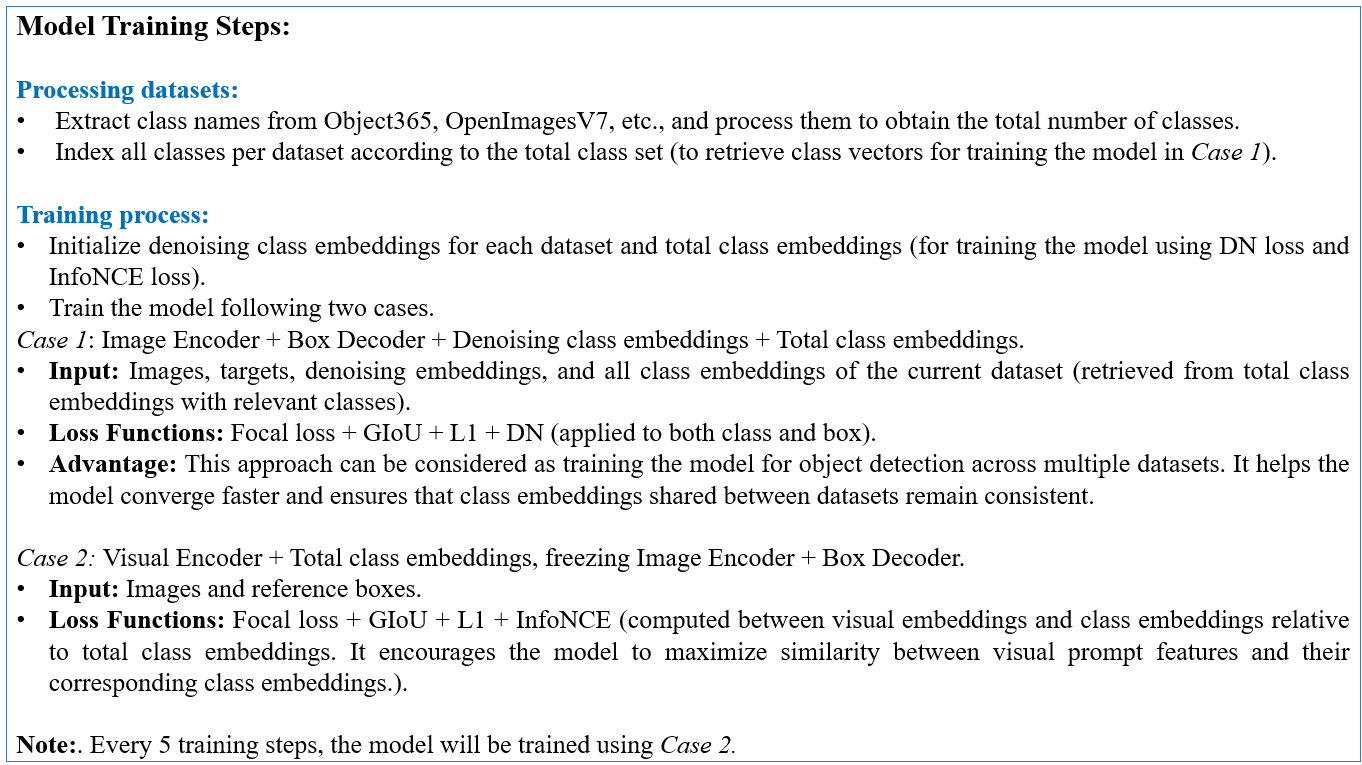 Model Training Steps:
Processing datasets:
• Extract class names from Object365, OpenImagesV7, etc., and process them to obtain the total number of classes.
• Index all classes per dataset according to the total class set (to retrieve class vectors for training the model in Case 1).
Training process:
• Initialize denoising class embeddings for each dataset and total class embeddings (for training the model using DN loss and
InfoNCE loss).
• Train the model following two cases.
Case 1: Image Encoder + Box Decoder + Denoising class embeddings + Total class embeddings.
• Input: Images, targets, denoising embeddings, and all class embeddings of the current dataset (retrieved from total class
embeddings with relevant classes).
• Loss Functions: Focal loss + GIoU + L1 + DN (applied to both class and box).
• Advantage: This approach can be considered as training the model for object detection across multiple datasets. It helps the
model converge faster and ensures that class embeddings shared between datasets remain consistent.
Case 2: Visual Encoder + Total class embeddings, freezing Image Encoder + Box Decoder.
• Input: Images and reference boxes.
• Loss Functions: Focal loss + GIoU + L1 + InfoNCE (computed between visual embeddings and class embeddings relative
to total class embeddings. It encourages the model to maximize similarity between visual prompt features and their
corresponding class embeddings.).
Note:. Every 5 training steps, the model will be trained using Case 2.